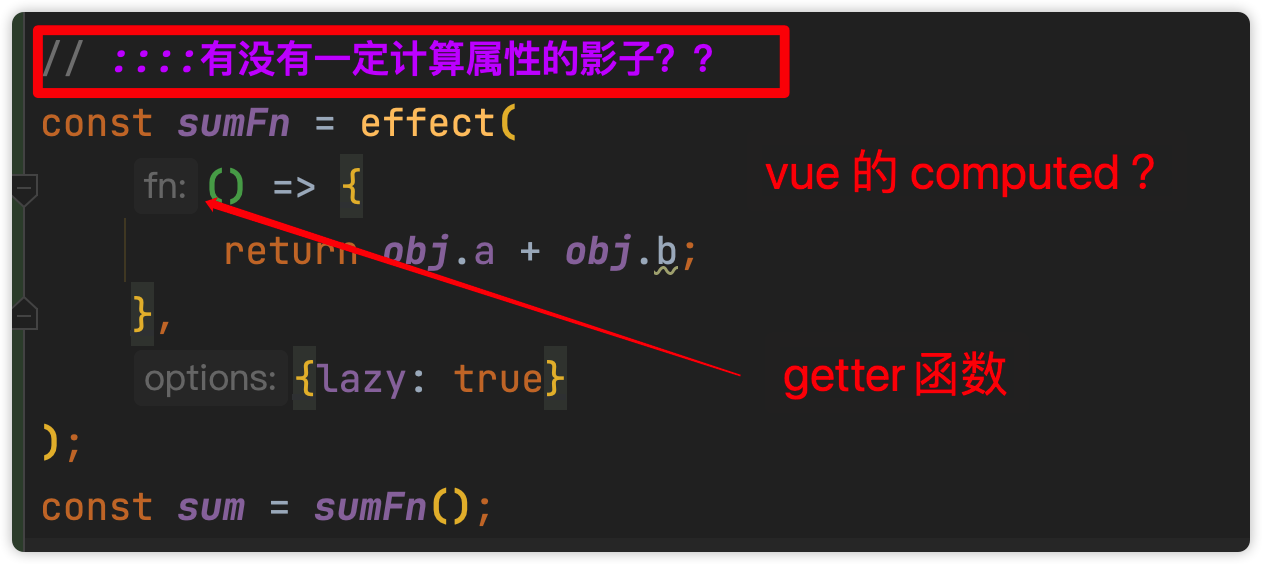 // ::::有没有一定计算属性的影子？？
const sumFn = effect(
fn: () => {
vue 的 computed？
return obj.a + obj.b;
},
options: {lazy: true}
getter 函数
);
const sum = sumFn();